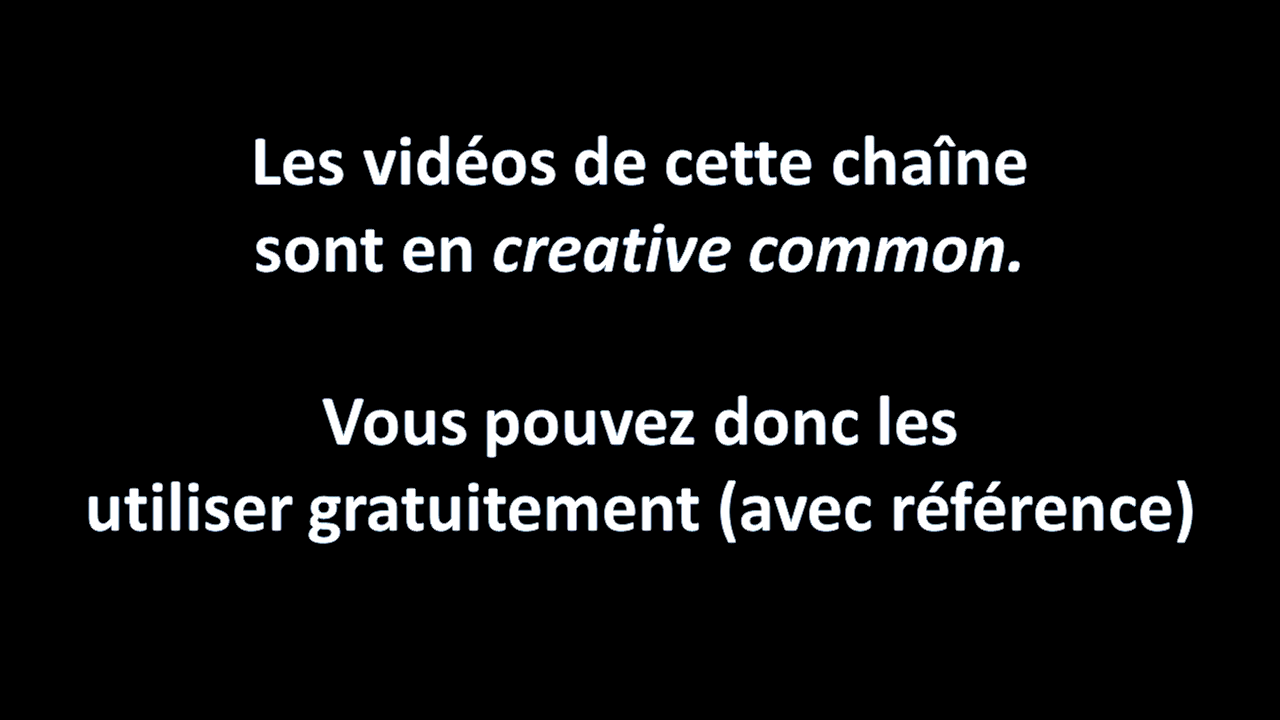 Les vidéos de cette chaîne
sont en creative common.
Vous pouvez donc les
utiliser gratuitement (avec référence)